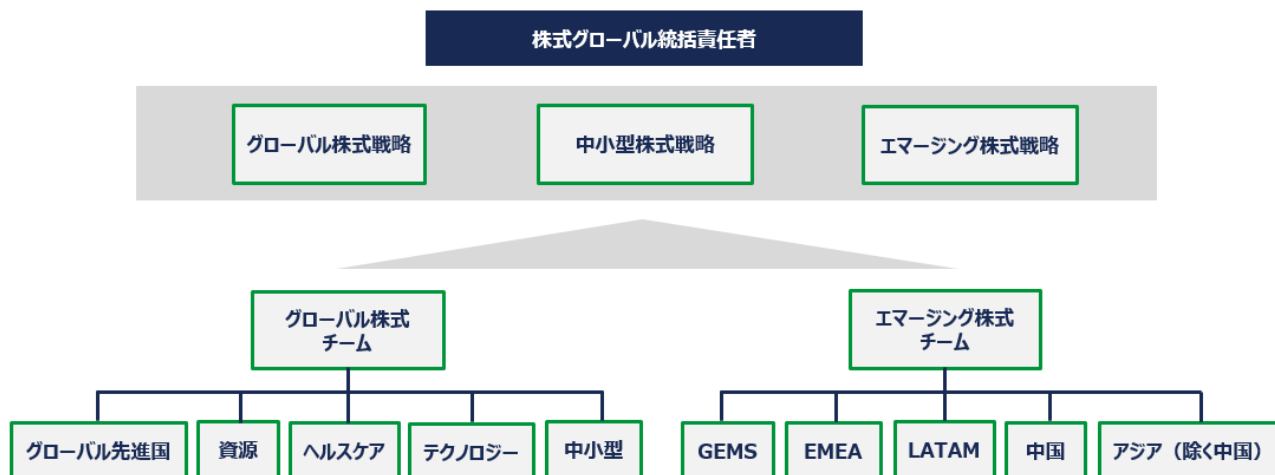 株式グローバル統括責任者
グローバル株式戦略
中小型株式戦略
エマージング株式戦略
グローバル株式
チーム
エマージング株式
チーム
グローバル先進国
資源
ヘルスケア
テクノロジー
中小型
GEMS
EMEA
LATAM
中国
アジア（除く中国）